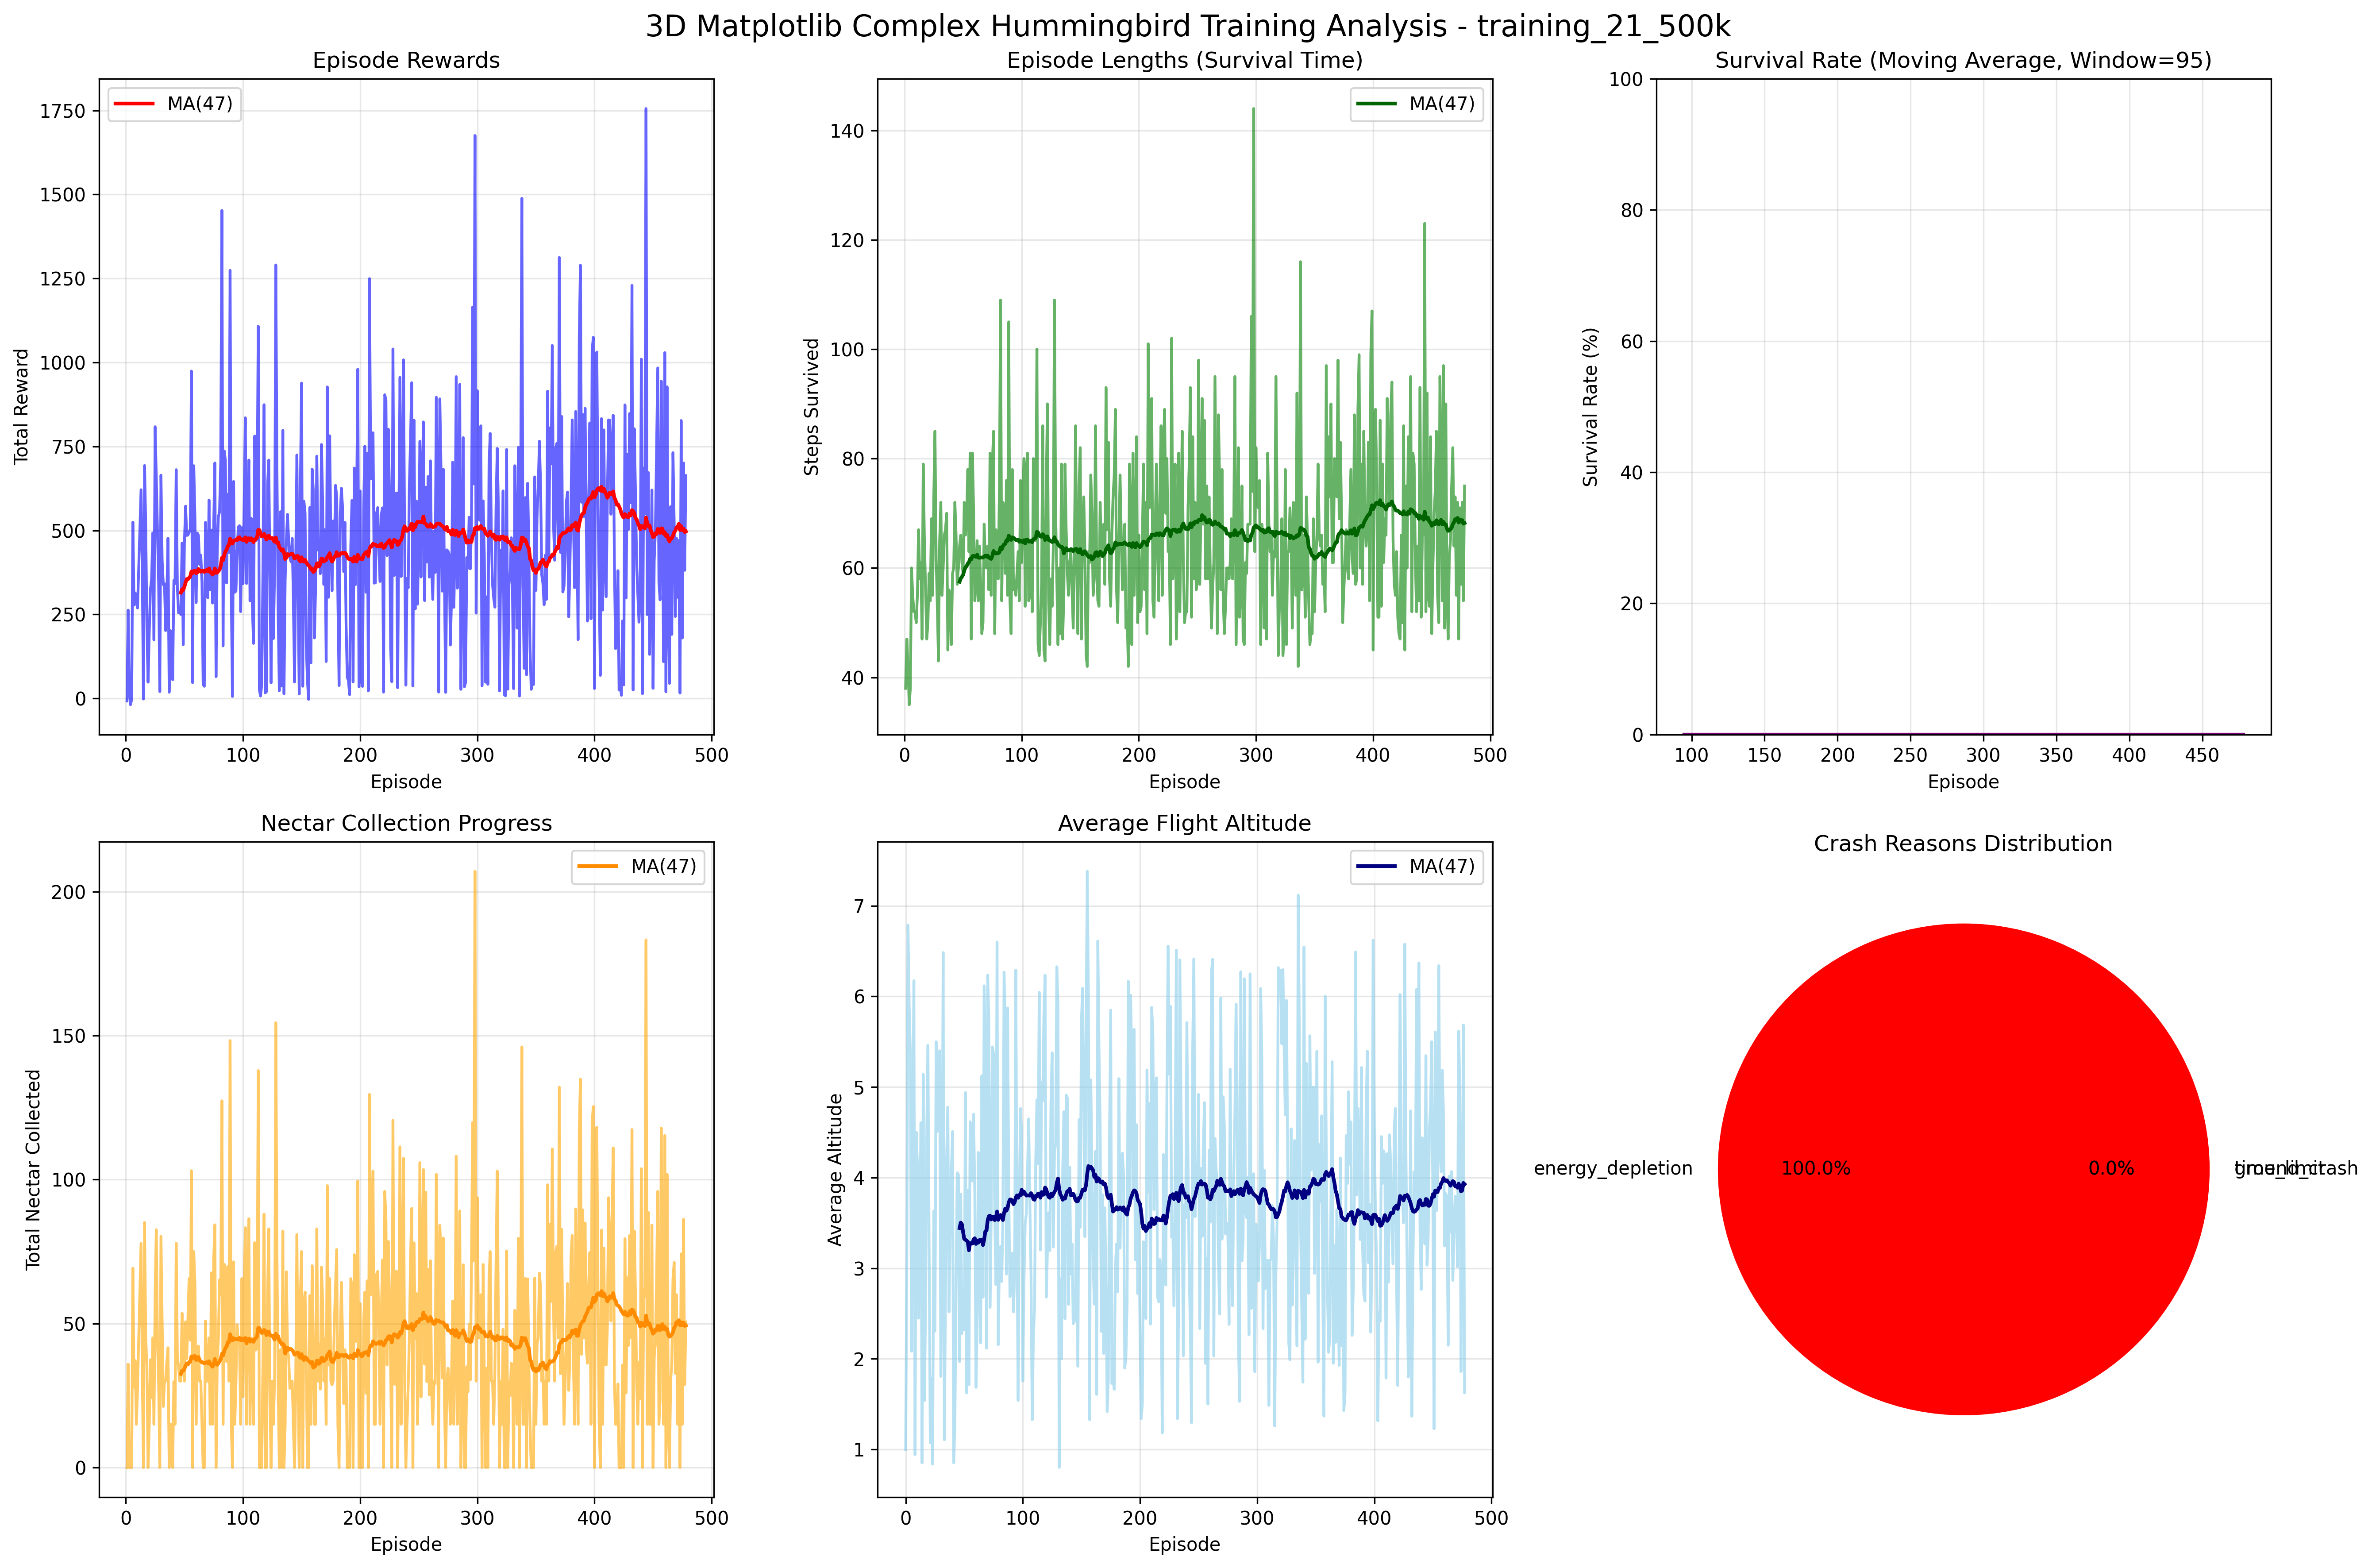 3D Matplotlib Complex Hummingbird Training Analysis - training_21_500k
Episode Rewards
MA(47)
Total Reward
1750
1500
1250
1000
750
500
250
0
0 100 200 300 400 500
Episode
Episode Lengths (Survival Time)
MA(47)
Steps Survived
140
120
100
80
60
40
0 100 200 300 400 500
Episode
Survival Rate (Moving Average, Window=95)
Survival Rate (%)
100
80
60
40
20
0
100 150 200 250 300 350 400 450
Episode
Nectar Collection Progress
MA(47)
Total Nectar Collected
200
150
100
50
0
0 100 200 300 400 500
Episode
Average Flight Altitude
MA(47)
Average Altitude
7
6
5
4
3
2
1
0 100 200 300 400 500
Episode
Crash Reasons Distribution
energy_depletion
100.0%
0.0%
time_limit
ground_crash